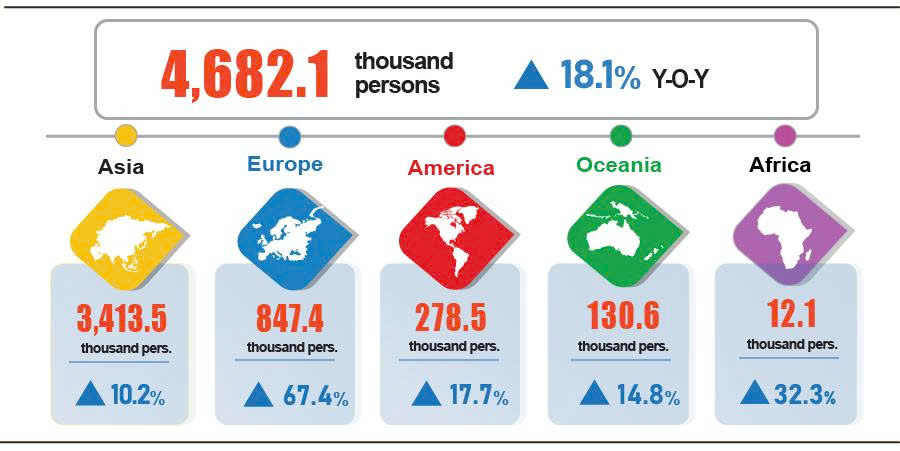 4,682.1 thousand persons ▲ 18.1% Y-O-Y
Asia
Europe
America
Oceania
Africa
3,413.5
thousand pers.
▲ 10.2%
847.4
thousand pers.
▲ 67.4%
278.5
thousand pers.
▲ 17.7%
130.6
thousand pers.
▲ 14.8%
12.1
thousand pers.
▲ 32.3%